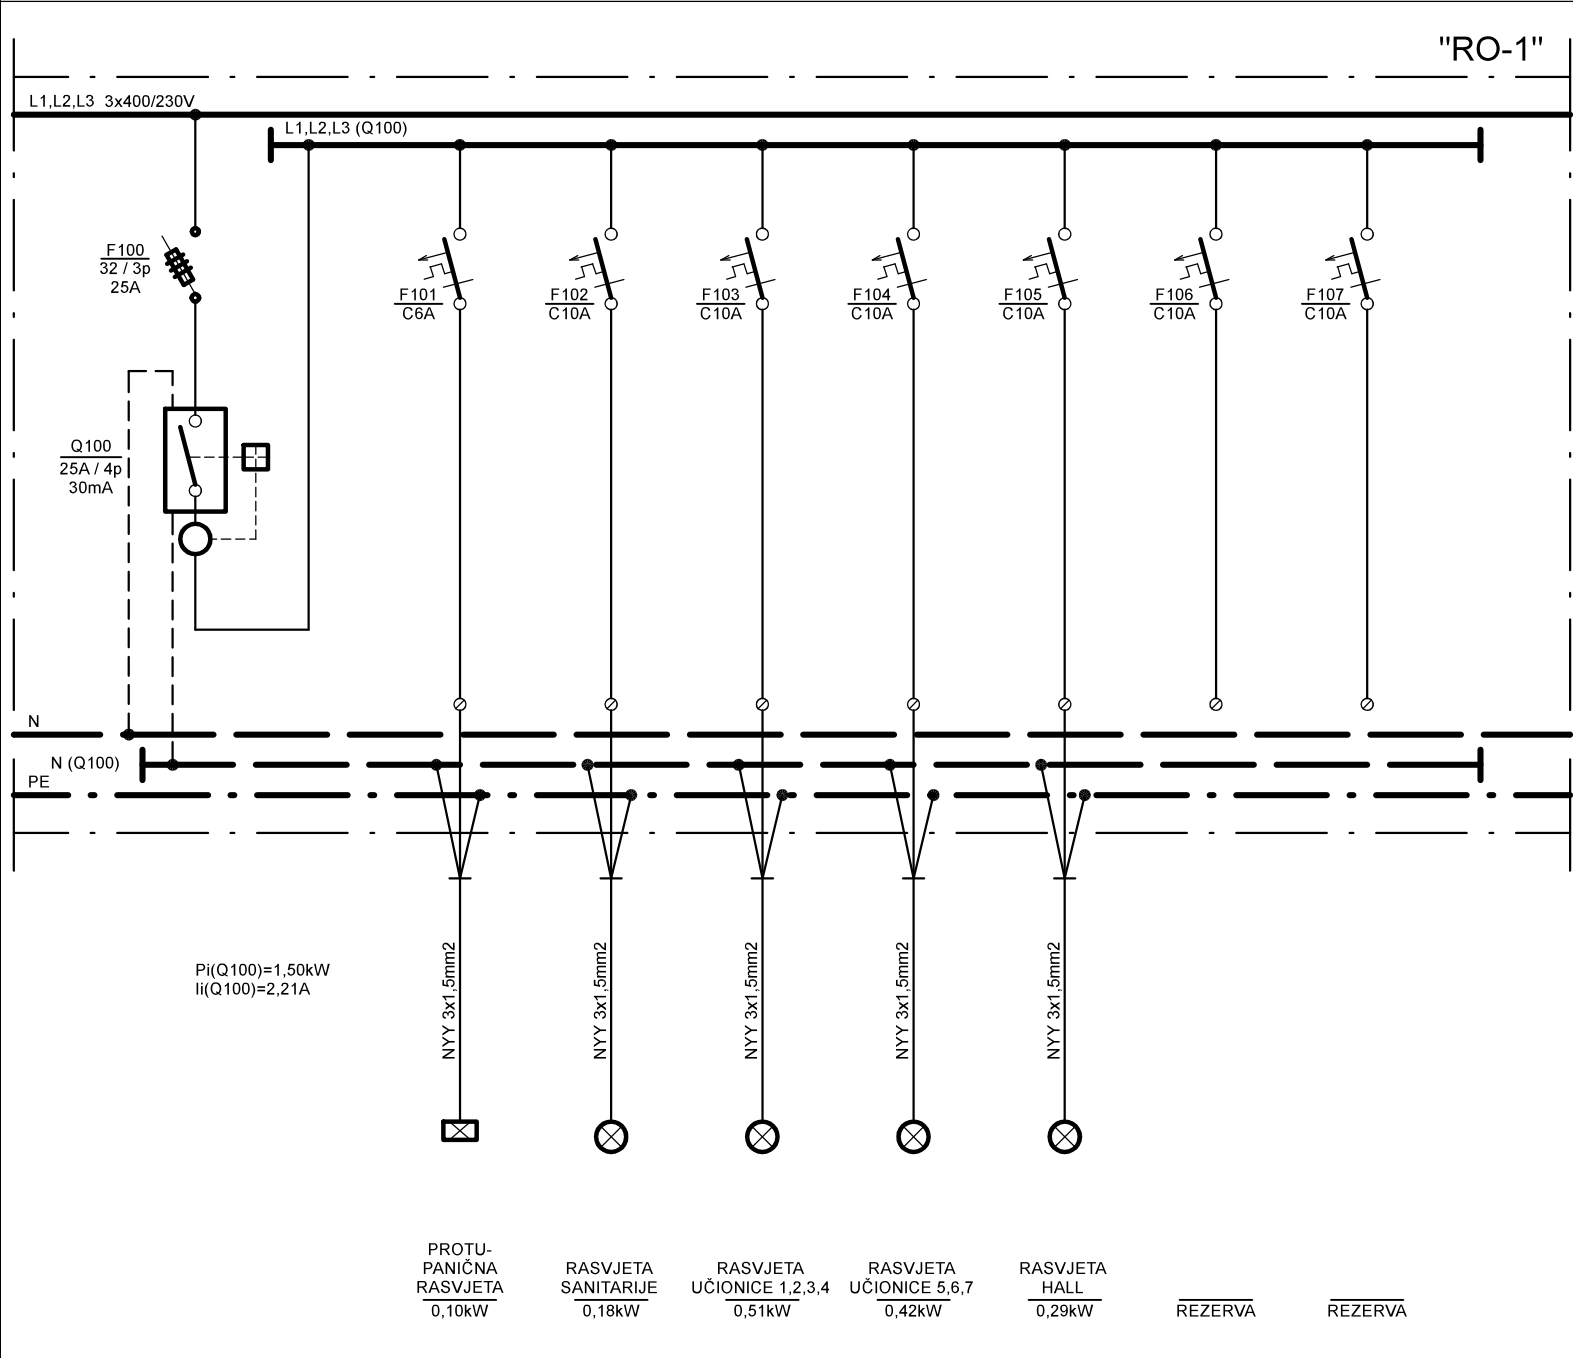 "RO-1"
L1,L2,L3 3x400/230V
L1,L2,L3 (Q100)
F100
32 / 3p
25A
F101
C6A
F102
C10A
F103
C10A
F104
C10A
F105
C10A
F106
C10A
F107
C10A
Q100
25A / 4p
30mA
N
N (Q100)
PE
Pi(Q100)=1,50kW
Ii(Q100)=2,21A
NYY 3x1,5mm2
NYY 3x1,5mm2
NYY 3x1,5mm2
NYY 3x1,5mm2
NYY 3x1,5mm2
PROTU-
PANIČNA
RASVJETA
0,10kW
RASVJETA
SANITARIJE
0,18kW
RASVJETA
UČIONICE 1,2,3,4
0,51kW
RASVJETA
UČIONICE 5,6,7
0,42kW
RASVJETA
HALL
0,29kW
REZERVA
REZERVA